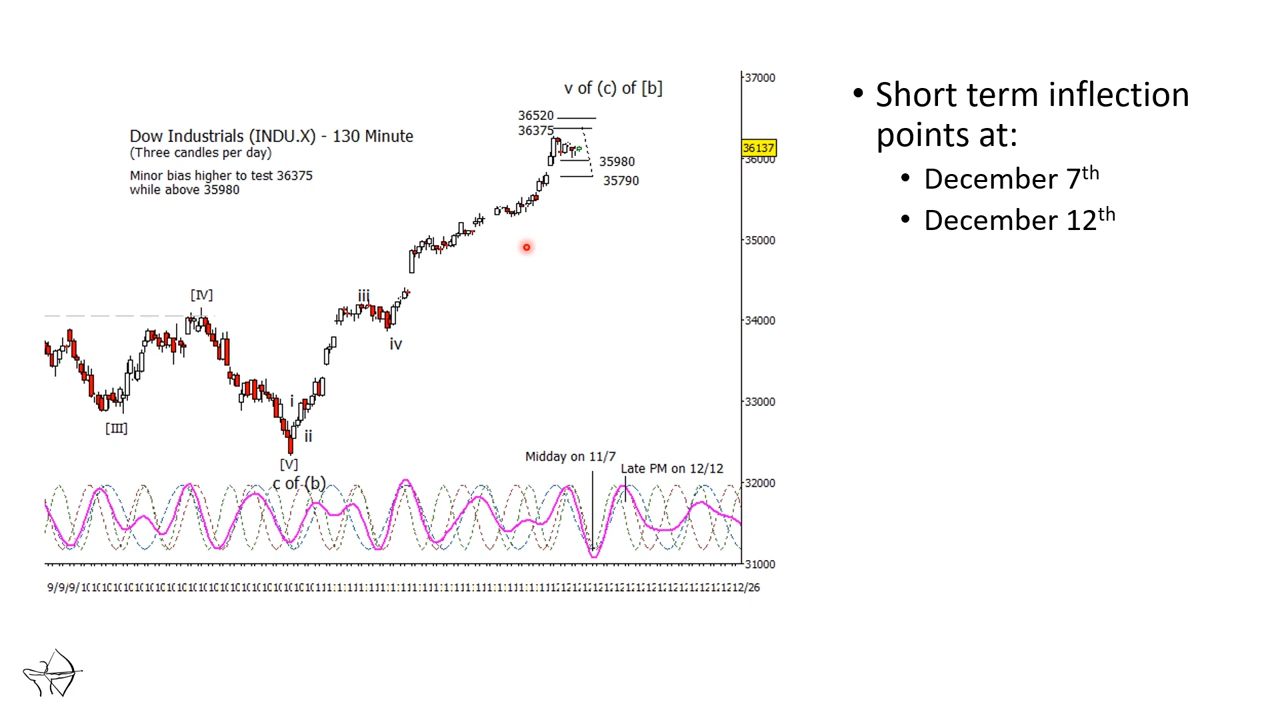 v of (c) of [b]
36520
36375
Dow Industrials (INDU.X) - 130 Minute
(Three candles per day)
Minor bias higher to test 36375
while above 35980
35980
35790
[IV]
iii
iv
[III]
i
ii
[V]
c of (b)
Midday on 11/7
Late PM on 12/12
37000
36137
36000
35000
34000
33000
32000
31000
12/26
• Short term inflection
points at:
• December 7th
• December 12th